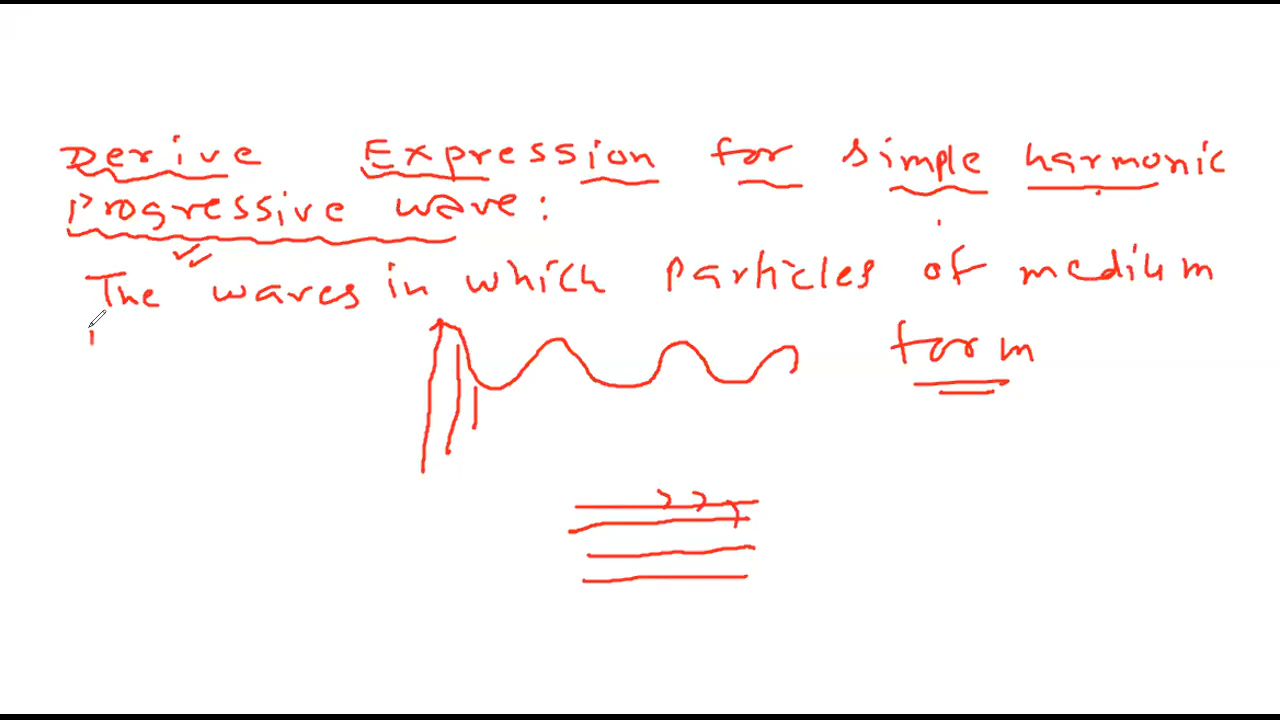 Derive Expression for simple harmonic
Progressive wave:
The waves in which particles of medium
form